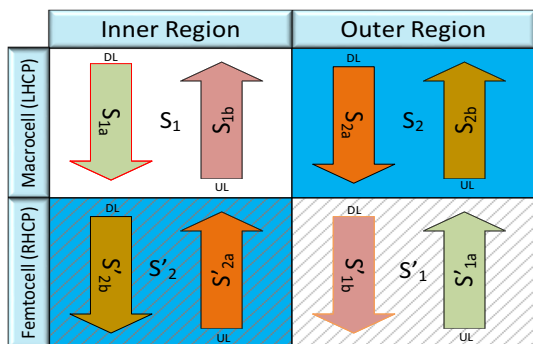 Inner Region
Outer Region
Macrocell (LHCP)
DL
S1a
S1
S1b
UL
DL
S2a
S2
S2b
UL
Femtocell (RHCP)
DL
S'2b
S'2
S'2a
UL
DL
S'1b
S'1
S'1a
UL